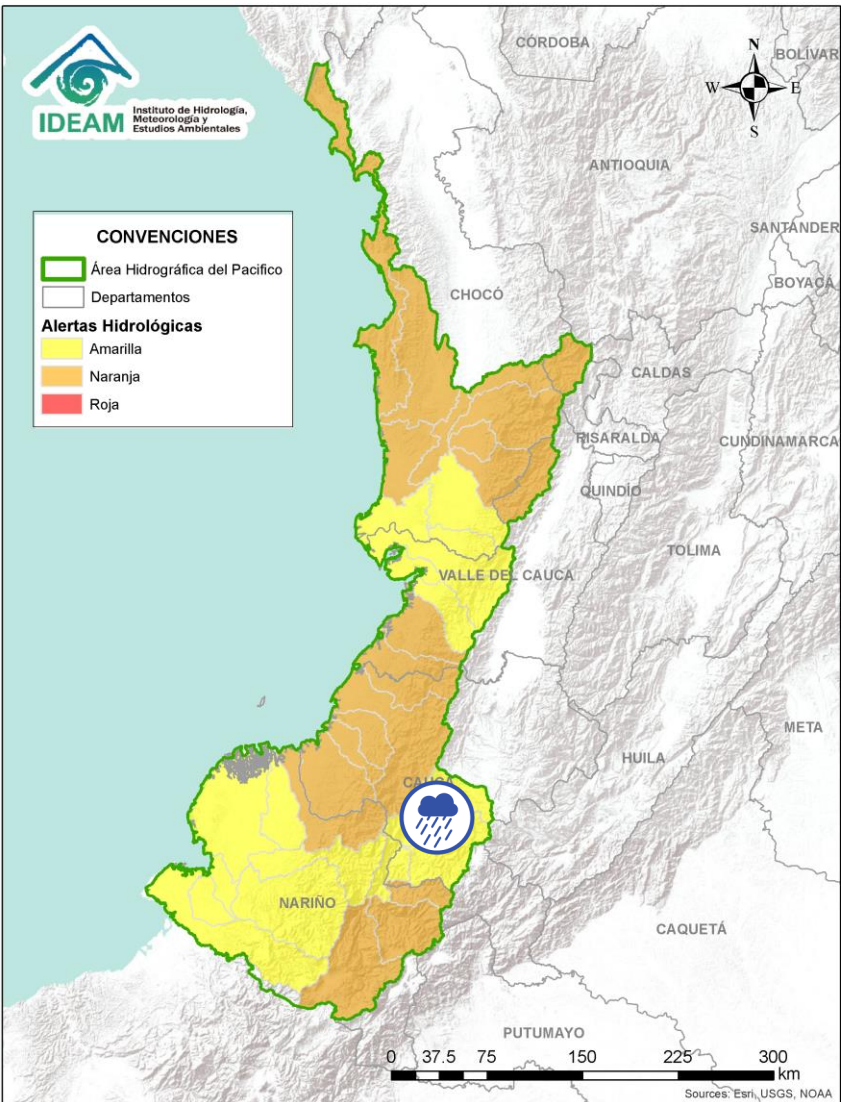 IDEAM
Instituto de Hidrología,
Meteorología y
Estudios Ambientales
CONVENCIONES
Área Hidrográfica del Pacifico
Departamentos
Alertas Hidrológicas
Amarilla
Naranja
Roja
N
W
E
S
CÓRDOBA
BOLIVAR
ANTIOQUIA
SANTANDER
BOYACÁ
CHOCÓ
CALDAS
RISARALDA
CUNDINAMARCA
QUINDÍO
TOLIMA
VALLE DEL CAUCA
META
HUILA
CAUCA
NARIÑO
CAQUETÁ
PUTUMAYO
0 37.5 75 150 225 300
km
Sources: Esri, USGS, NOAA